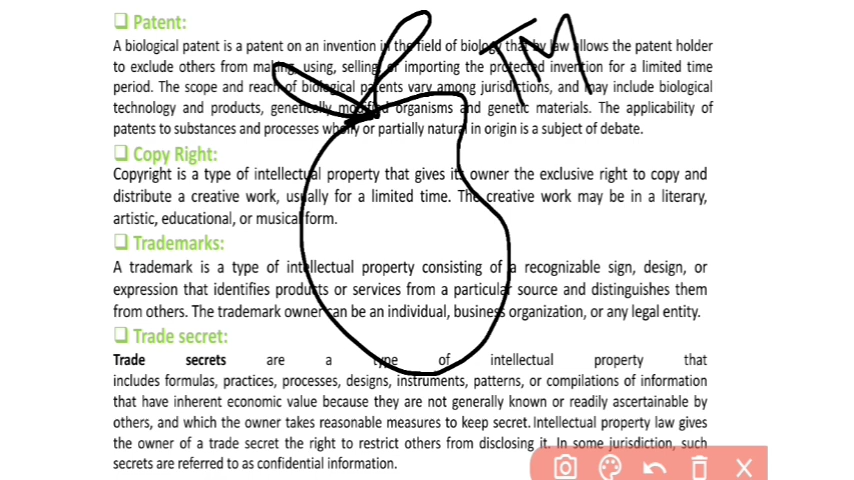 Patent:
A biological patent is a patent on an invention in the field of biology that by law allows the patent holder
to exclude others from making, using, selling, or importing the protected invention for a limited time
period. The scope and reach of biological patents vary among jurisdictions, and may include biological
technology and products, genetically modified organisms and genetic materials. The applicability of
patents to substances and processes wholly or partially natural in origin is a subject of debate.
TM
Copy Right:
Copyright is a type of intellectual property that gives its owner the exclusive right to copy and
distribute a creative work, usually for a limited time. The creative work may be in a literary,
artistic, educational, or musical form.
Trademarks:
A trademark is a type of intellectual property consisting of a recognizable sign, design, or
expression that identifies products or services from a particular source and distinguishes them
from others. The trademark owner can be an individual, business organization, or any legal entity.
Trade secret:
Trade secrets are a type of intellectual property that
includes formulas, practices, processes, designs, instruments, patterns, or compilations of information
that have inherent economic value because they are not generally known or readily ascertainable by
others, and which the owner takes reasonable measures to keep secret. Intellectual property law gives
the owner of a trade secret the right to restrict others from disclosing it. In some jurisdiction, such
secrets are referred to as confidential information.